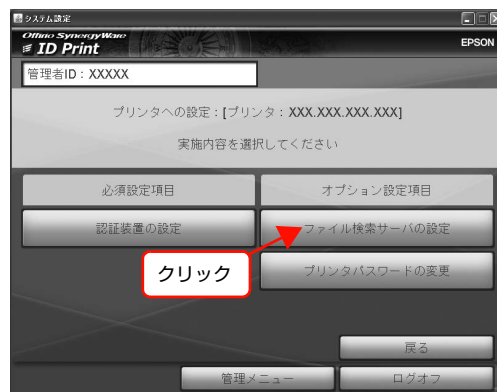 システム設定
Offirio SynergyWare
ID Print
EPSON
管理者ID：XXXXX
プリンタへの設定：[プリンタ：XXX.XXX.XXX.XXX]
実施内容を選択してください
必須設定項目
オプション設定項目
認証装置の設定
ファイル検索サーバの設定
クリック
プリンタパスワードの変更
戻る
管理メニュー
ログオフ